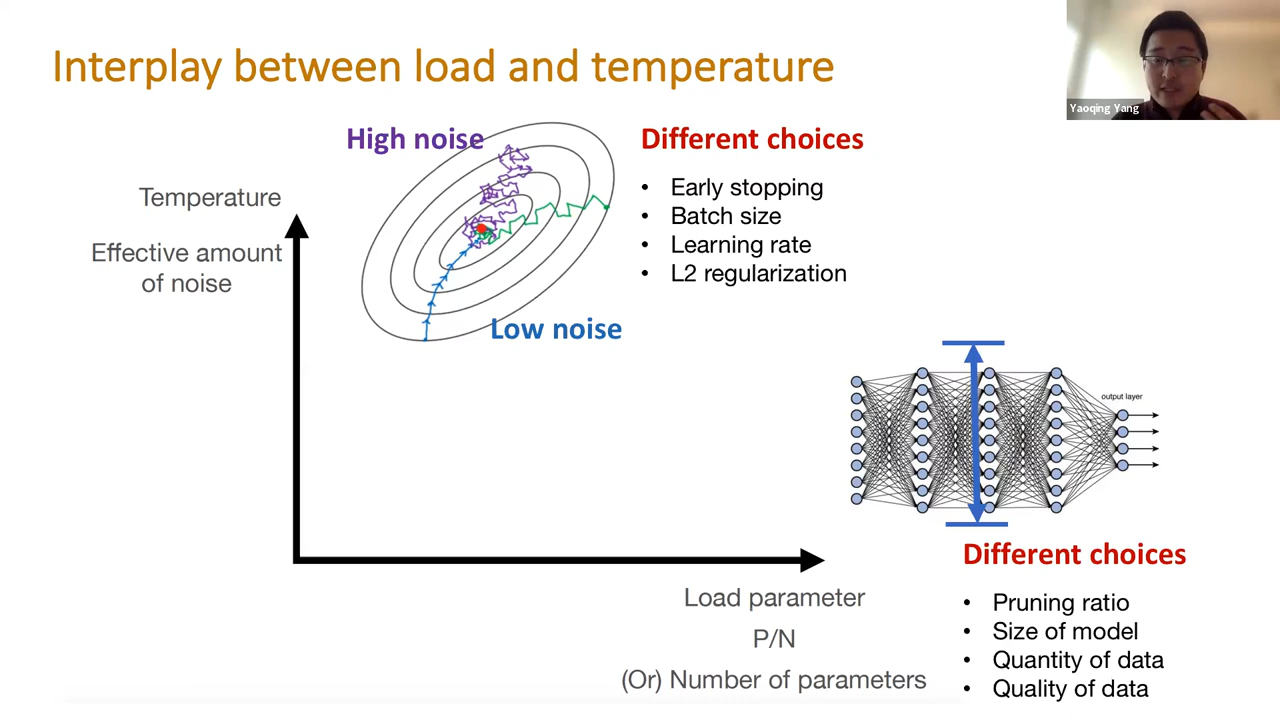 Interplay between load and temperature
Yaoqing Yang
High noise
Different choices
• Early stopping
• Batch size
• Learning rate
• L2 regularization
Temperature
Effective amount
of noise
Low noise
output layer
Different choices
• Pruning ratio
• Size of model
• Quantity of data
• Quality of data
Load parameter
P/N
(Or) Number of parameters